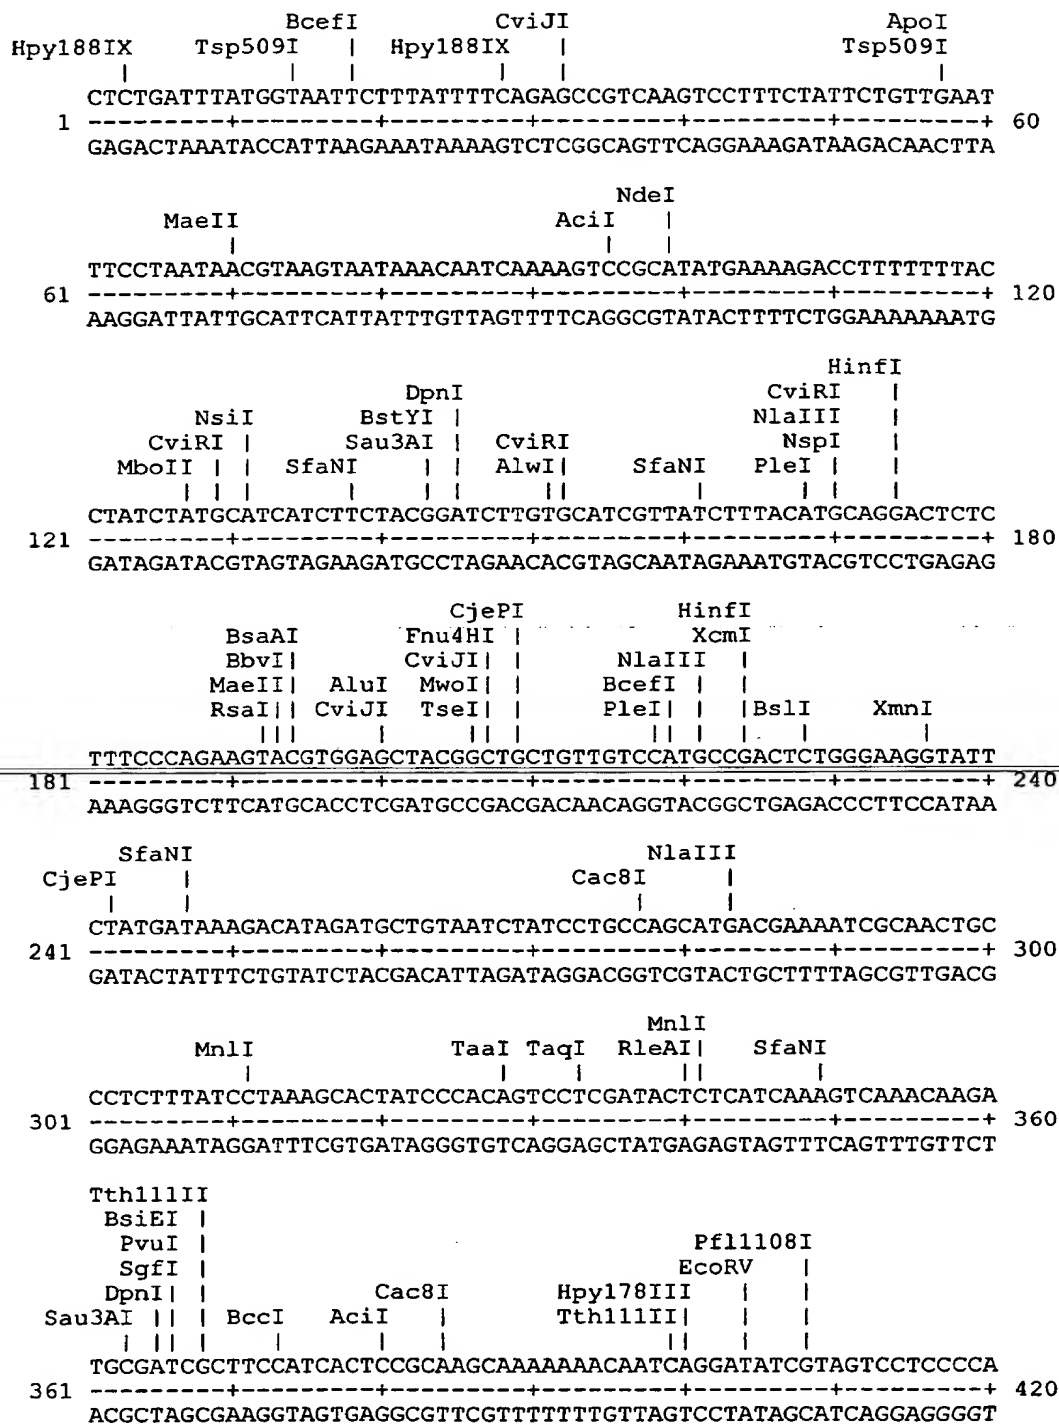 BcefI CviJI ApoI
Hpy188IX Tsp509I | Hpy188IX | Tsp509I
| | | | | |
CTCTGATTTATGGTAATTCTTTATTTTCAGAGCCGTCAAGTCCTTTCTATTCTGTTGAAT
1 ---------+---------+---------+---------+---------+---------+ 60
GAGACTAAATACCATTAAGAAATAAAAGTCTCGGCAGTTCAGGAAAGATAAGACAACTTA
NdeI
MaeII AciI |
| | |
TTCCTAATAACGTAAGTAATAAACAATCAAAAGTCCGCATATGAAAAGACCTTTTTTTAC
61 ---------+---------+---------+---------+---------+---------+ 120
AAGGATTATTGCATTCATTATTTGTTAGTTTTCAGGCGTATACTTTTCTGGAAAAAAATG
HinfI
DpnI CviRI |
NsiI BstYI | NlaIII |
CviRI | Sau3AI | CviRI NspI |
MboII | | SfaNI | | AlwI| SfaNI PleI | |
| | | | | | || | | | |
CTATCTATGCATCATCTTCTACGGATCTTGTGCATCGTTATCTTTACATGCAGGACTCTC
121 ---------+---------+---------+---------+---------+---------+ 180
GATAGATACGTAGTAGAAGATGCCTAGAACACGTAGCAATAGAAATGTACGTCCTGAGAG
CjePI HinfI
BsaAI Fnu4HI | XcmI
BbvI| CviJI| | NlaIII |
MaeII| AluI MwoI| | BcefI | |
RsaI|| CviJI TseI| | PleI| | | BslI XmnI
||| | || | || | | | |
TTTCCCAGAAGTACGTGGAGCTACGGCTGCTGTTGTCCATGCCGACTCTGGGAAGGTATT
181 ---------+---------+---------+---------+---------+---------+ 240
AAAGGGTCTTCATGCACCTCGATGCCGACGACAACAGGTACGGCTGAGACCCTTCCATAA
SfaNI NlaIII
CjePI | Cac8I |
| | | |
CTATGATAAAGACATAGATGCTGTAATCTATCCTGCCAGCATGACGAAAATCGCAACTGC
241 ---------+---------+---------+---------+---------+---------+ 300
GATACTATTTCTGTATCTACGACATTAGATAGGACGGTCGTACTGCTTTTAGCGTTGACG
MnlI
MnlI TaaI TaqI RleAI| SfaNI
| | | || |
CCTCTTTATCCTAAAGCACTATCCCACAGTCCTCGATACTCTCATCAAAGTCAAACAAGA
301 ---------+---------+---------+---------+---------+---------+ 360
GGAGAAATAGGATTTCGTGATAGGGTGTCAGGAGCTATGAGAGTAGTTTCAGTTTGTTCT
Tth111II
BsiEI |
PvuI | Pfl1108I
SgfI | EcoRV |
DpnI| | Cac8I Hpy178III | |
Sau3AI || | BccI AciI | Tth111II| | |
| || | | | | || | |
TGCGATCGCTTCCATCACTCCGCAAGCAAAAAAACAATCAGGATATCGTAGTCCTCCCCA
361 ---------+---------+---------+---------+---------+---------+ 420
ACGCTAGCGAAGGTAGTGAGGCGTTCGTTTTTTTGTTAGTCCTATAGCATCAGGAGGGGT